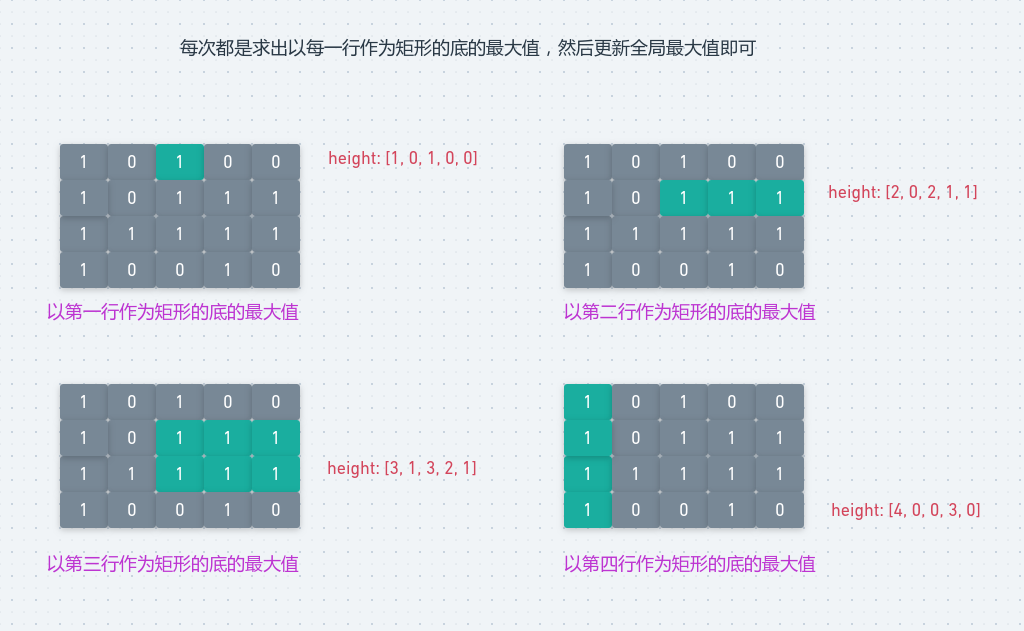 每次都是求出以每一行作为矩形的底的最大值，然后更新全局最大值即可
1 0 1 0 0
1 0 1 1 1
1 1 1 1 1
1 0 0 1 0
height: [1, 0, 1, 0, 0]
以第一行作为矩形的底的最大值
1 0 1 0 0
1 0 1 1 1
1 1 1 1 1
1 0 0 1 0
height: [2, 0, 2, 1, 1]
以第二行作为矩形的底的最大值
1 0 1 0 0
1 0 1 1 1
1 1 1 1 1
1 0 0 1 0
height: [3, 1, 3, 2, 1]
以第三行作为矩形的底的最大值
1 0 1 0 0
1 0 1 1 1
1 1 1 1 1
1 0 0 1 0
height: [4, 0, 0, 3, 0]
以第四行作为矩形的底的最大值